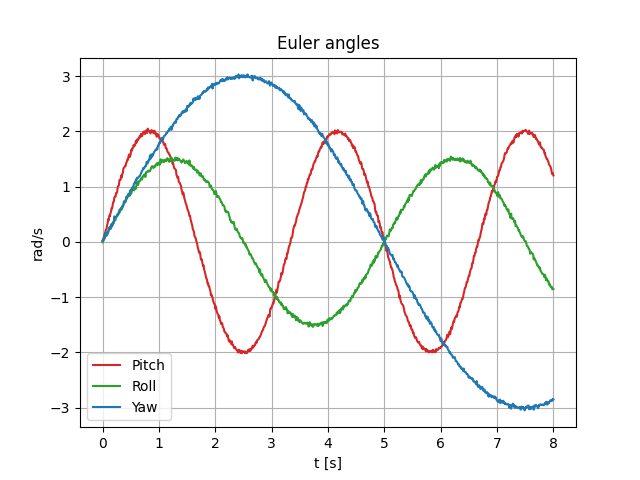 Euler angles
rad/s
3
2
1
0
−1
−2
−3
Pitch
Roll
Yaw
0 1 2 3 4 5 6 7 8
t [s]